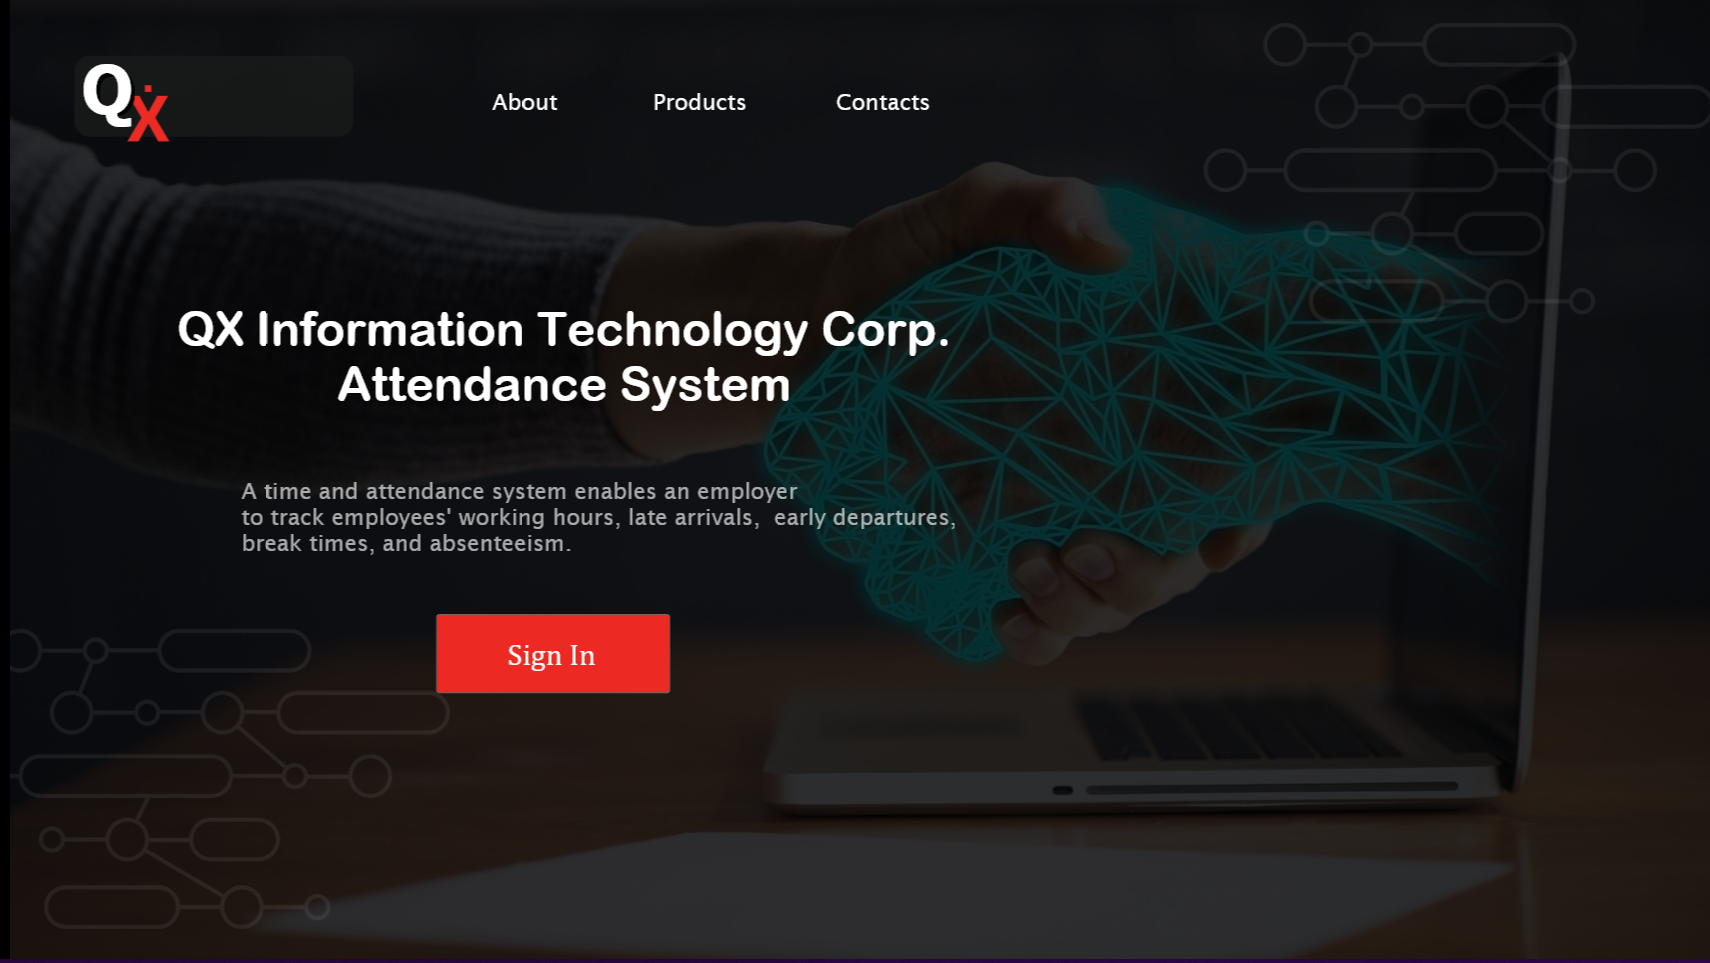 QX
About
Products
Contacts
QX Information Technology Corp.
Attendance System
A time and attendance system enables an employer
to track employees' working hours, late arrivals,  early departures,
break times, and absenteeism.
Sign In